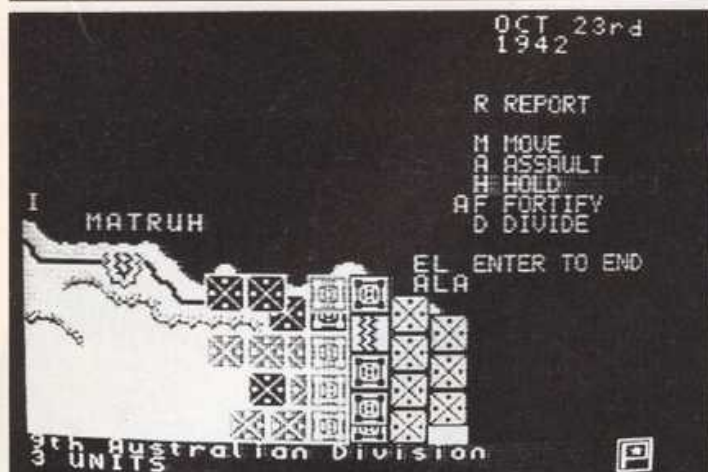 OCT 23rd
1942
R REPORT
M MOVE
A ASSAULT
H HOLD
F FORTIFY
D DIVIDE
ENTER TO END
I
MATRUH
A
EL
ALA
9th Australian Division
3 UNITS